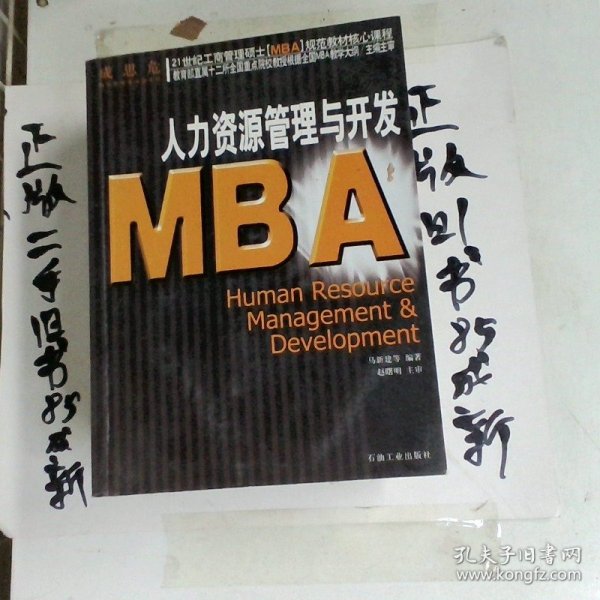 成思危
21世纪工商管理硕士[MBA]规范教材核心课程
教育部直属十二所全国重点院校教授根据全国MBA教学大纲 主编主审
人力资源管理与开发
MBA
Human Resource
Management &
Development
马新建等 编著
赵曙明 主审
石油工业出版社
正版二手旧书85成新
正版旧书85成新
孔夫子旧书网
www.kongfz.com